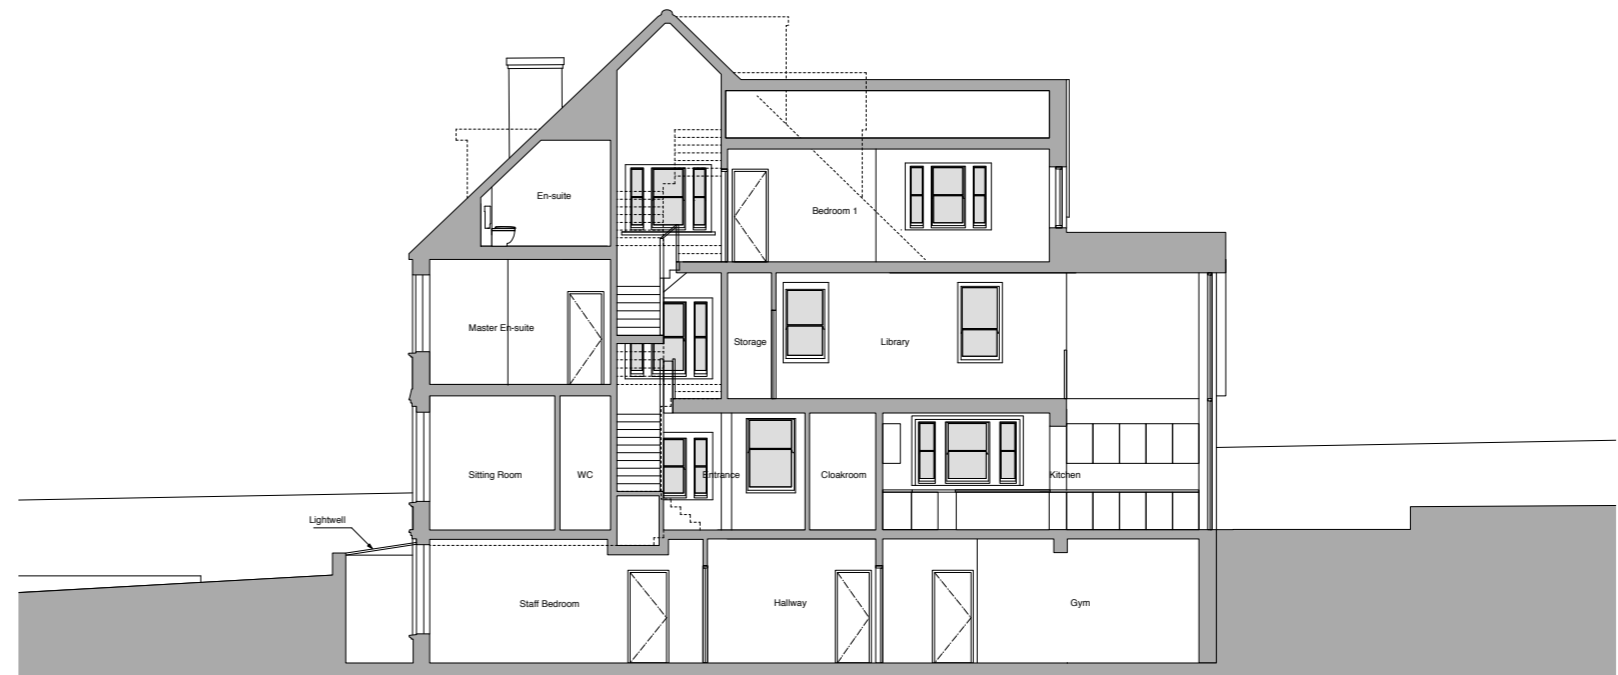 En-suite
Bedroom 1
Master En-suite
Storage
Library
Sitting Room
WC
Entrance
Cloakroom
Kitchen
Lightwell
Staff Bedroom
Hallway
Gym